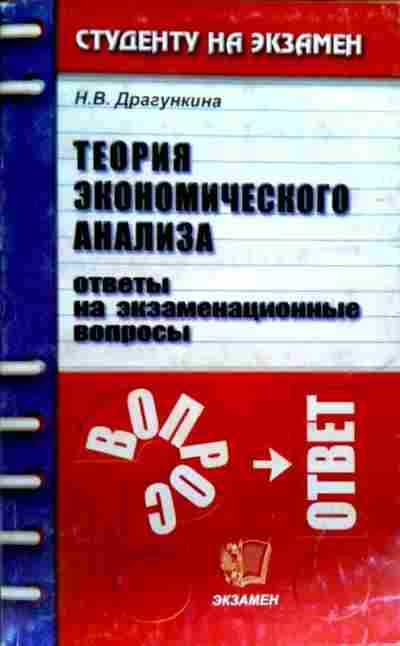 СТУДЕНТУ НА ЭКЗАМЕН
Н.В. Драгункина
ТЕОРИЯ
ЭКОНОМИЧЕСКОГО
АНАЛИЗА
ответы
на экзаменационные
вопросы
ВОПРОС
ОТВЕТ
ЭКЗАМЕН